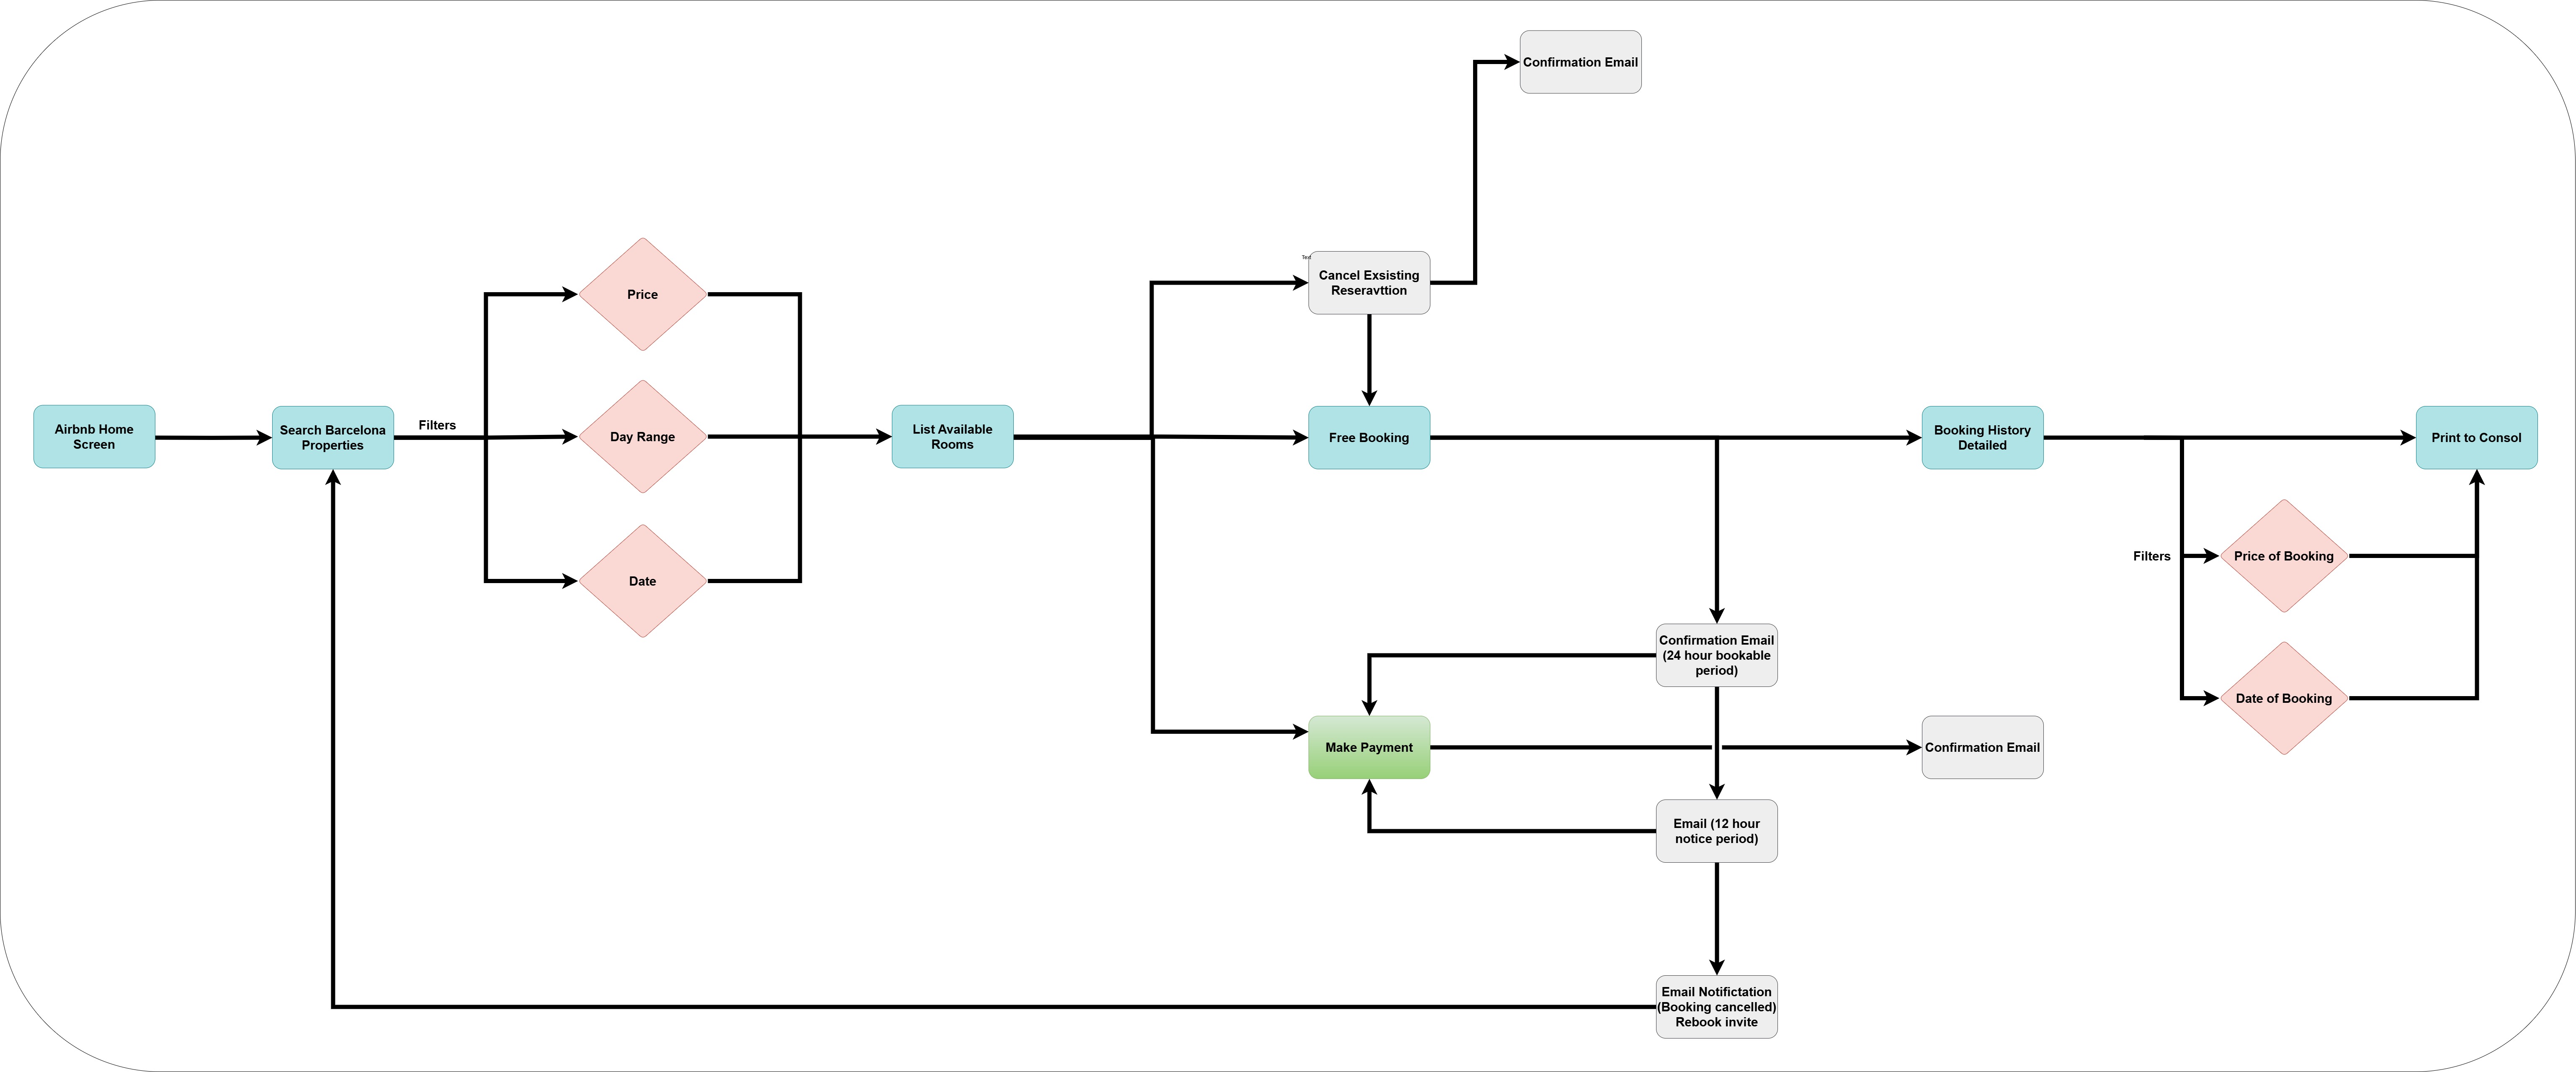 Confirmation Email
Text
Cancel Exsisting
Reseravttion
Price
Airbnb Home
Screen
Search Barcelona
Properties
Filters
Day Range
List Available
Rooms
Free Booking
Booking History
Detailed
Print to Consol
Date
Filters
Price of Booking
Confirmation Email
(24 hour bookable
period)
Date of Booking
Make Payment
Confirmation Email
Email (12 hour
notice period)
Email Notifictation
(Booking cancelled)
Rebook invite